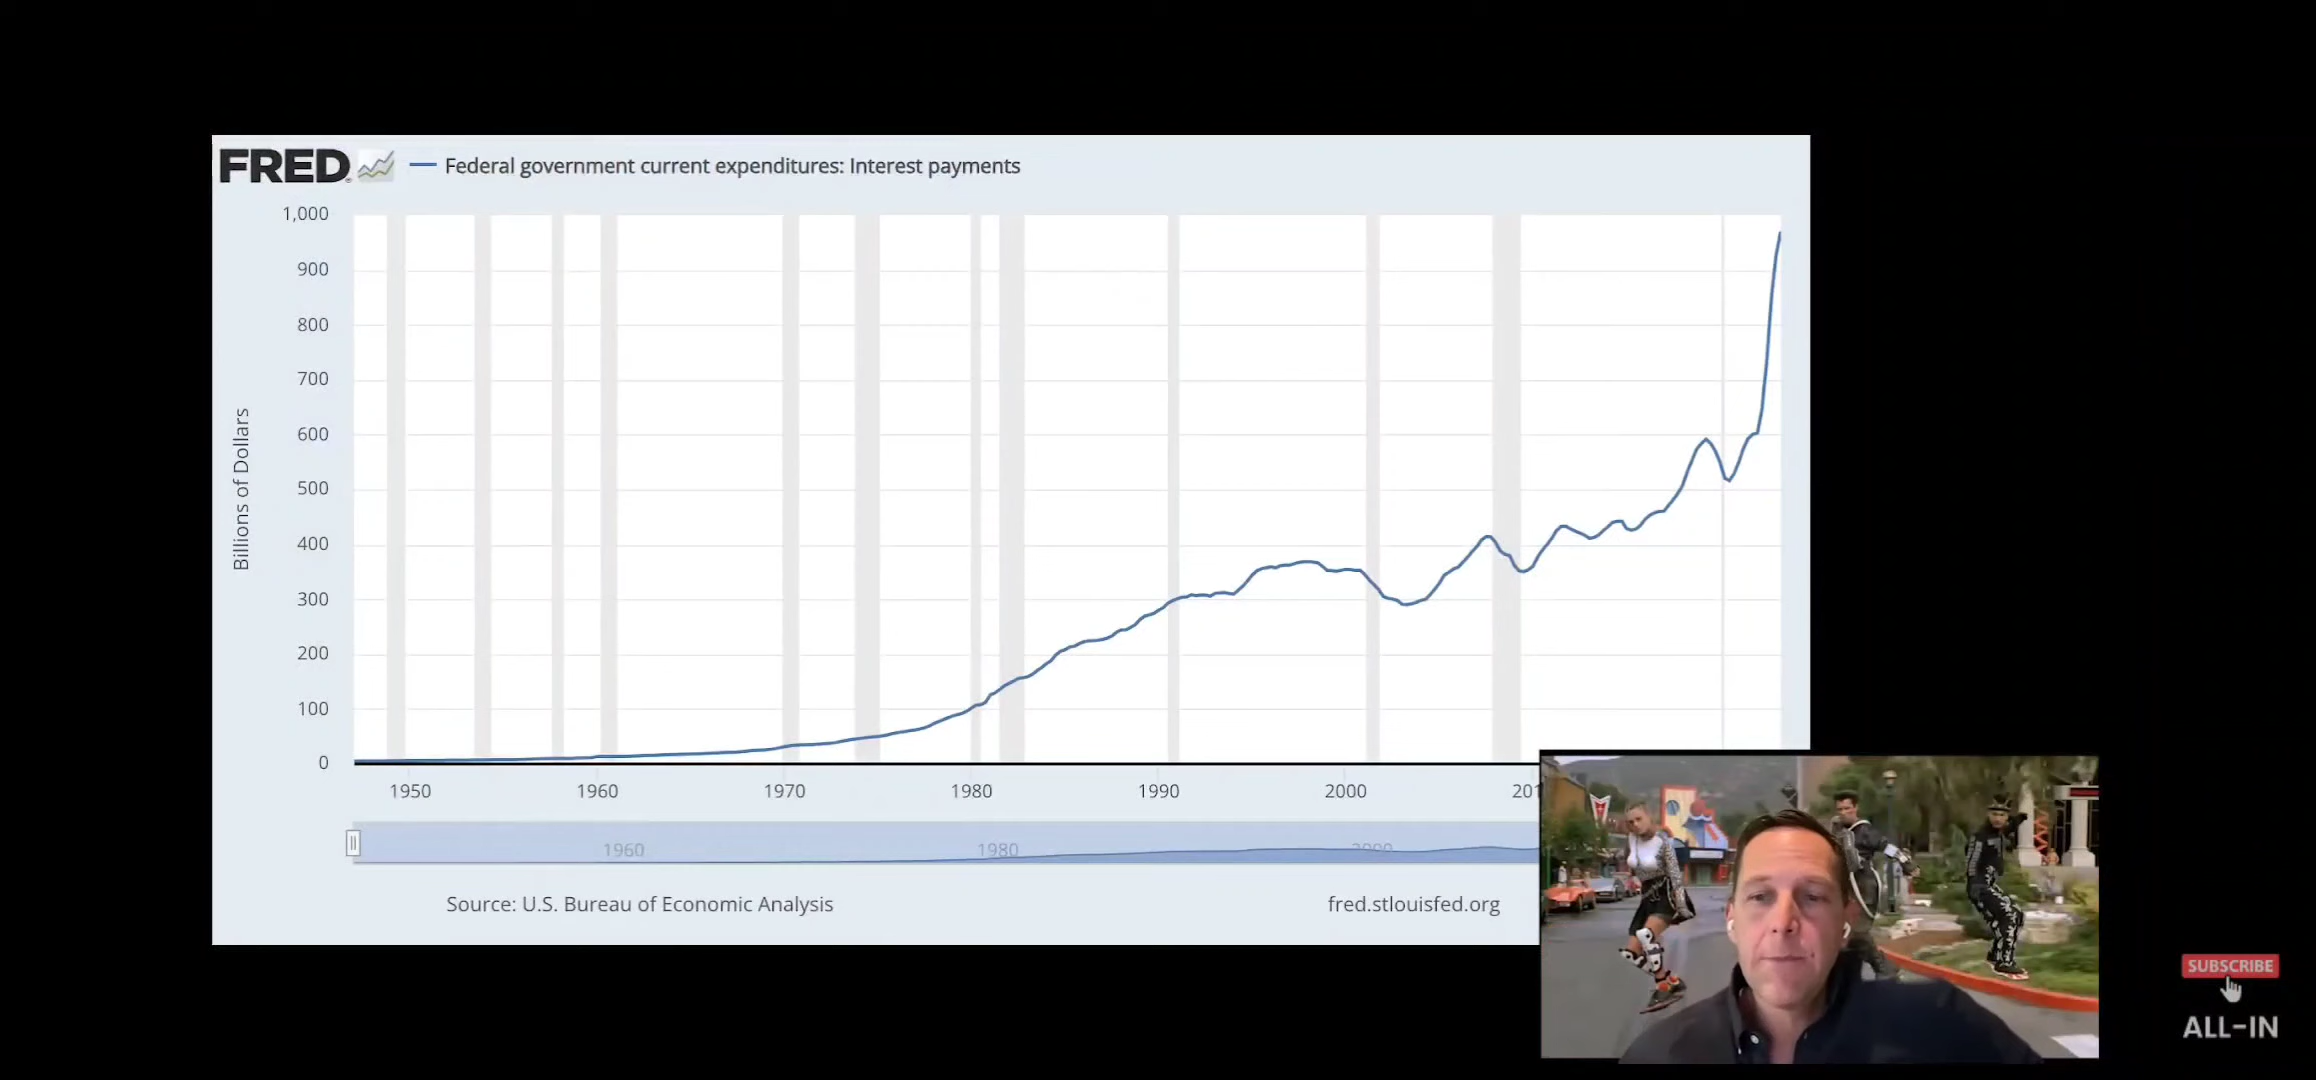 FRED
Federal government current expenditures: Interest payments
1,000
900
800
700
600
500
400
300
200
100
0
Billions of Dollars
1950 1960 1970 1980 1990 2000 201
1960 1980 2000
Source: U.S. Bureau of Economic Analysis
fred.stlouisfed.org
SUBSCRIBE
ALL-IN